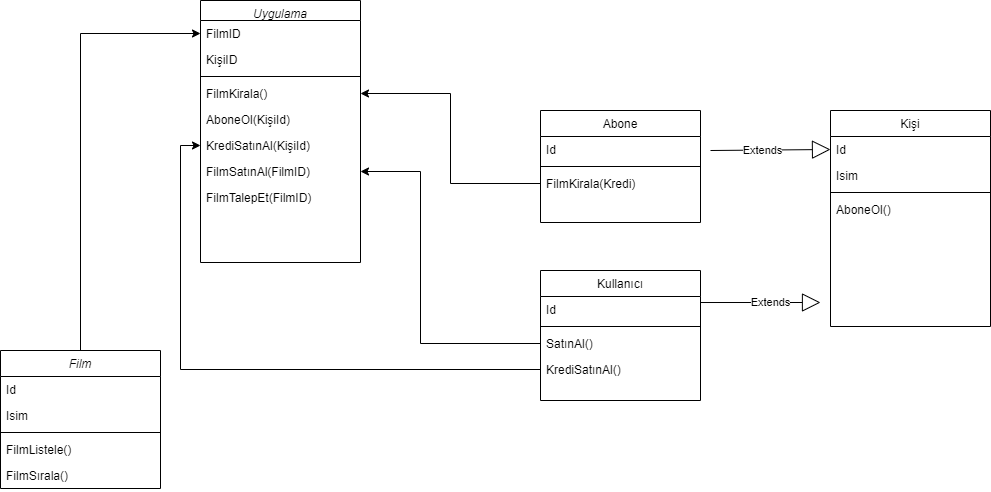 Uygulama
FilmID
KişiID
FilmKirala()
AboneOl(KişiId)
KrediSatınAl(KişiId)
FilmSatınAl(FilmID)
FilmTalepEt(FilmID)
Abone
Id
FilmKirala(Kredi)
Extends
Kişi
Id
Isim
AboneOl()
Kullanıcı
Id
SatınAl()
KrediSatınAl()
Extends
Film
Id
Isim
FilmListele()
FilmSırala()